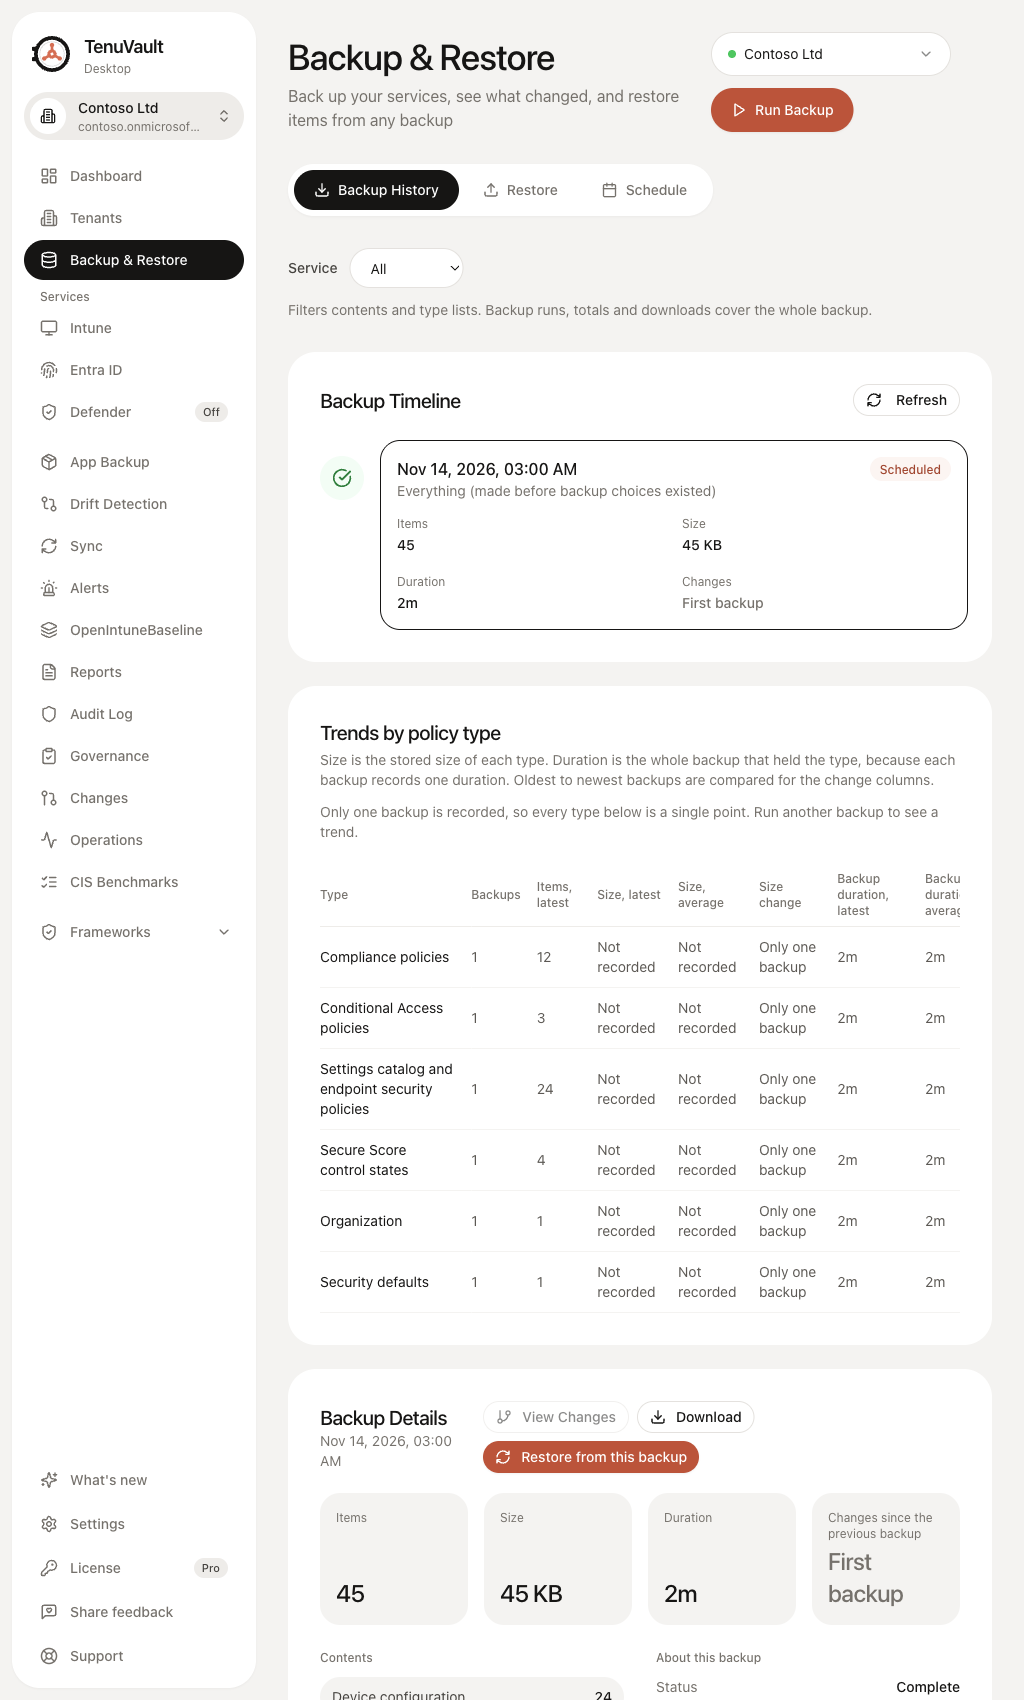 TenuVault
Desktop
Contoso Ltd
contoso.onmicrosof...
Dashboard
Tenants
Backup & Restore
Services
Intune
Entra ID
Defender Off
App Backup
Drift Detection
Sync
Alerts
OpenIntuneBaseline
Reports
Audit Log
Governance
Changes
Operations
CIS Benchmarks
Frameworks
What's new
Settings
License Pro
Share feedback
Support
Backup & Restore
Back up your services, see what changed, and restore
items from any backup
Contoso Ltd
Run Backup
Backup History Restore Schedule
Service All
Filters contents and type lists. Backup runs, totals and downloads cover the whole backup.
Backup Timeline
Refresh
Nov 14, 2026, 03:00 AM
Scheduled
Everything (made before backup choices existed)
Items Size
45 45 KB
Duration Changes
2m First backup
Trends by policy type
Size is the stored size of each type. Duration is the whole backup that held the type, because each
backup records one duration. Oldest to newest backups are compared for the change columns.
Only one backup is recorded, so every type below is a single point. Run another backup to see a
trend.
Type
Backups
Items,
latest
Size, latest
Size,
average
Size
change
Backup
duration,
latest
Compliance policies
1
12
Not
recorded
Not
recorded
Only one
backup
2m
2m
Conditional Access
policies
1
3
Not
recorded
Not
recorded
Only one
backup
2m
2m
Settings catalog and
endpoint security
policies
1
24
Not
recorded
Not
recorded
Only one
backup
2m
2m
Secure Score
control states
1
4
Not
recorded
Not
recorded
Only one
backup
2m
2m
Organization
1
1
Not
recorded
Not
recorded
Only one
backup
2m
2m
Security defaults
1
1
Not
recorded
Not
recorded
Only one
backup
2m
2m
Backup Details
Nov 14, 2026, 03:00
AM
View Changes Download
Restore from this backup
Items
45
Size
45 KB
Duration
2m
Changes since the
previous backup
First
backup
Contents
Device configuration 24
About this backup
Status Complete